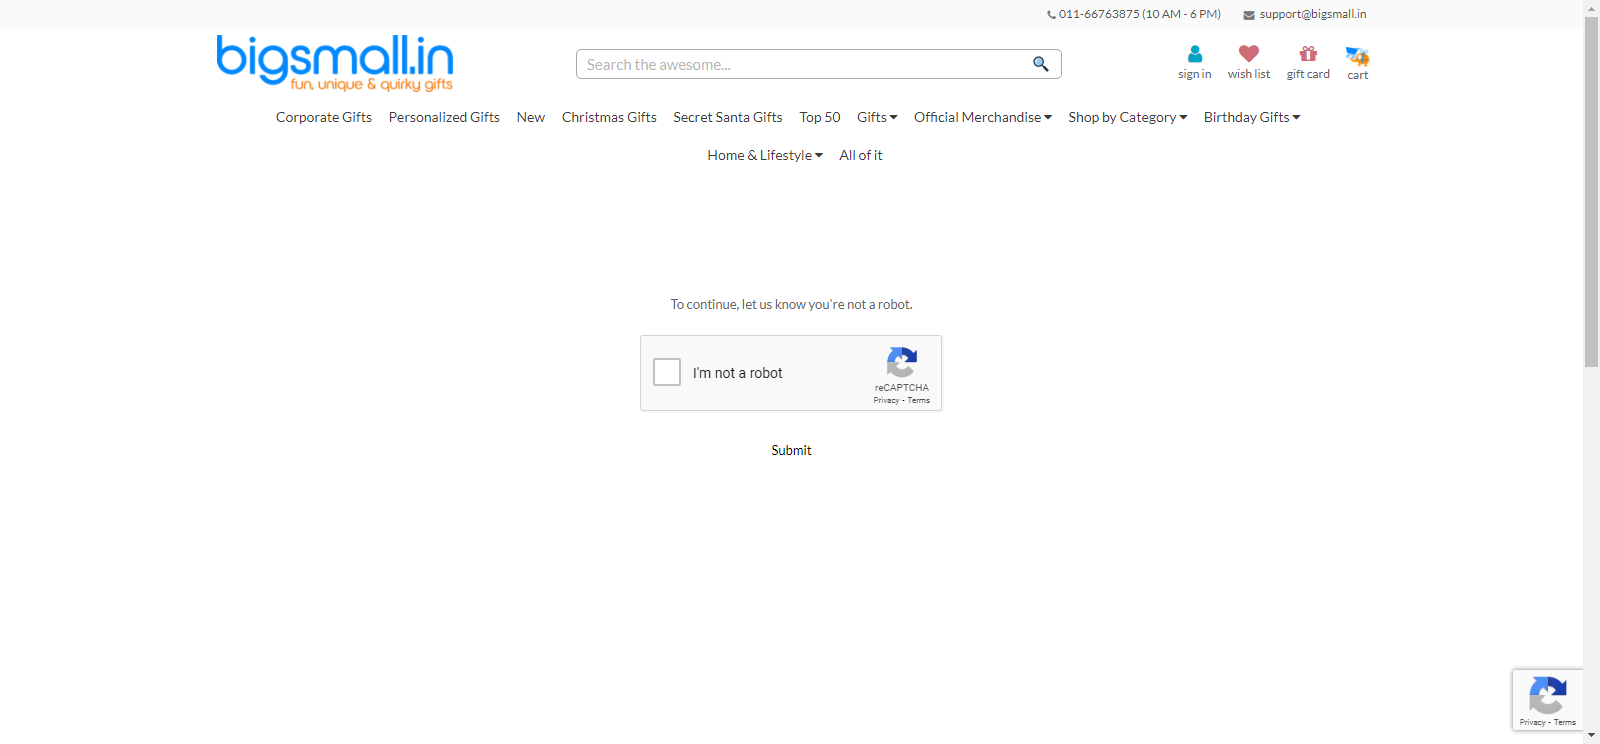 011-66763875 (10 AM - 6 PM) support@bigsmall.in
bigsmall.in
fun, unique & quirky gifts
Search the awesome...
sign in wish list gift card cart
Corporate Gifts Personalized Gifts New Christmas Gifts Secret Santa Gifts Top 50 Gifts Official Merchandise Shop by Category Birthday Gifts
Home & Lifestyle All of it
To continue, let us know you're not a robot.
I'm not a robot
reCAPTCHA
Privacy - Terms
Submit
Privacy - Terms